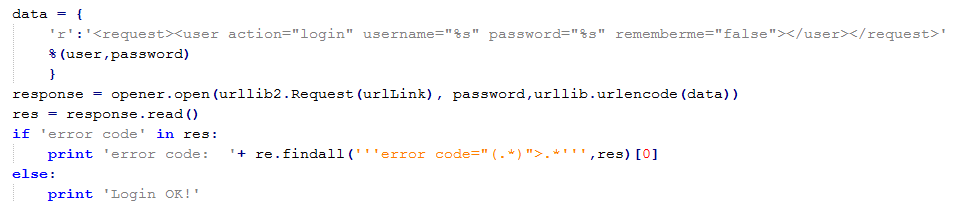 data = {
    'r':'<request><user action="login" username="%s" password="%s" rememberme="false"></user></request>'
    %(user,password)
    }
response = opener.open(urllib2.Request(urlLink), password,urllib.urlencode(data))
res = response.read()
if 'error code' in res:
    print 'error code:  '+ re.findall('''error code="(.*)">.*''',res)[0]
else:
    print 'Login OK!'